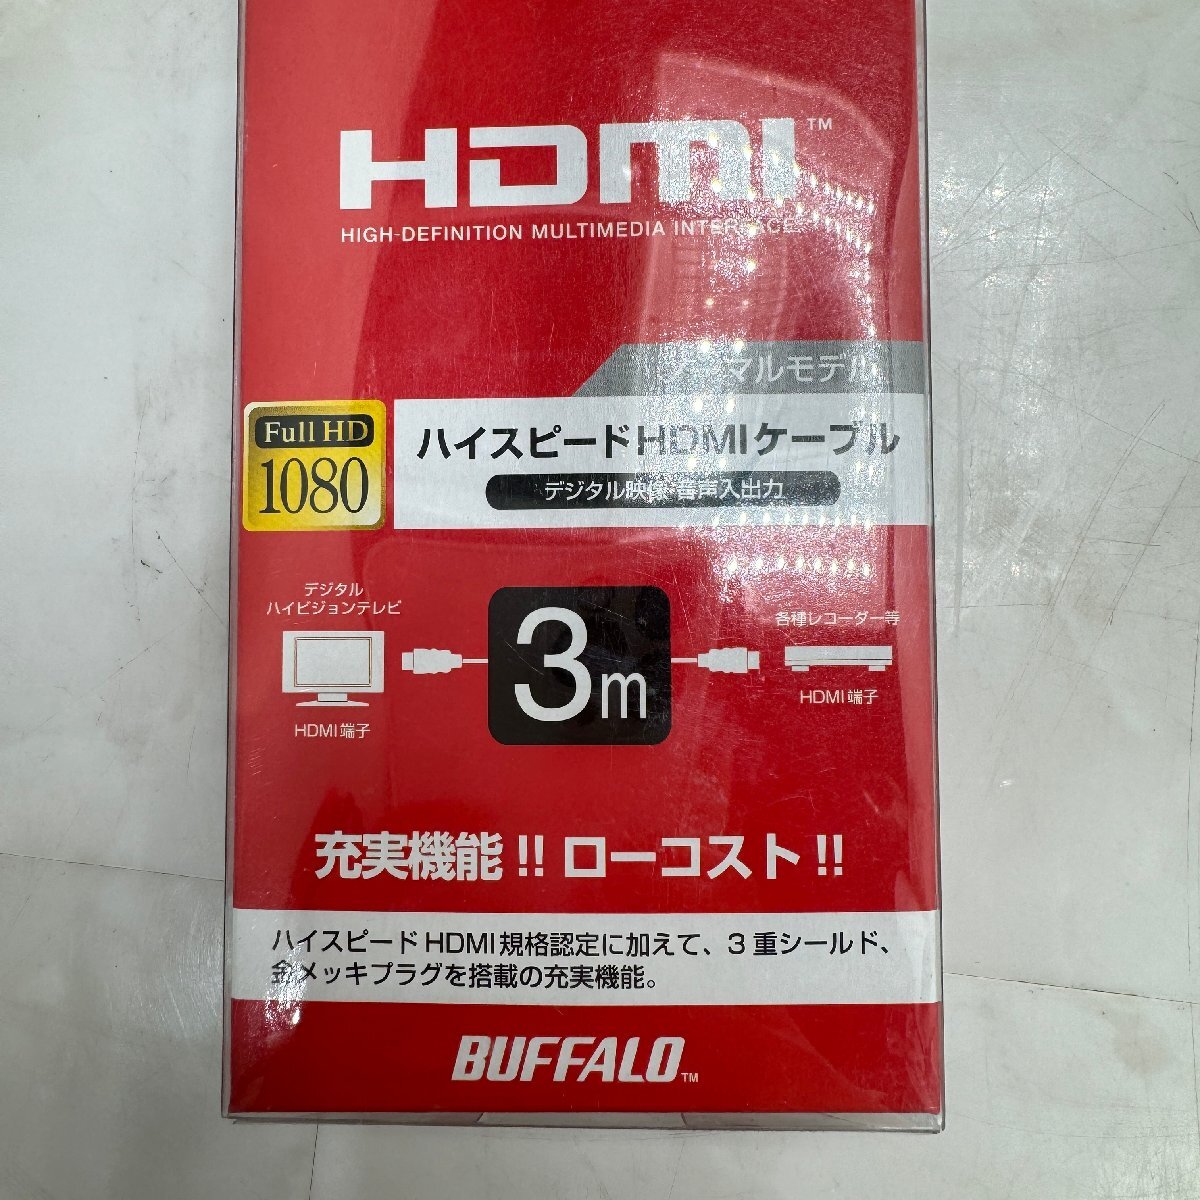 HDMI™
HIGH-DEFINITION MULTIMEDIA INTERFACE
ノーマルモデル
Full HD
1080
ハイスピードHDMIケーブル
デジタル映像・音声入出力
デジタル
ハイビジョンテレビ
HDMI端子
3m
各種レコーダー等
HDMI端子
充実機能!! ローコスト!!
ハイスピードHDMI規格認定に加えて、3重シールド、
金メッキプラグを搭載の充実機能。
BUFFALO™